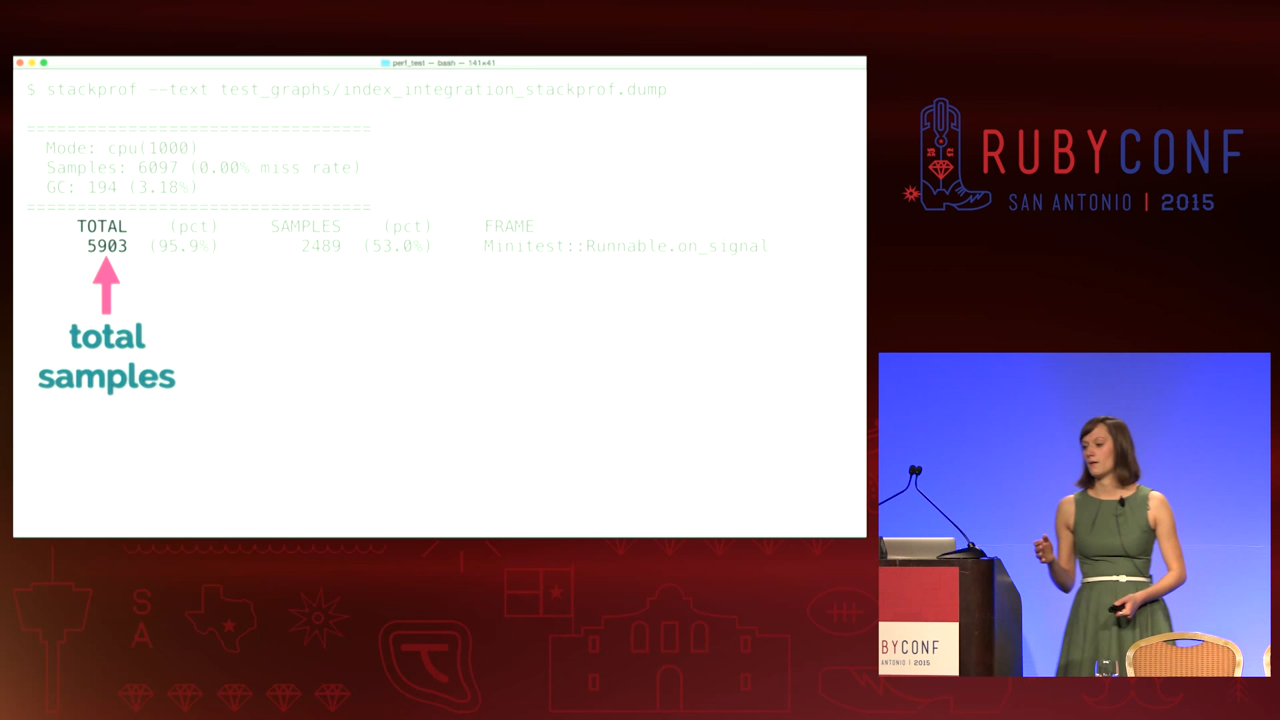 perf_test — bash — 141×41
$ stackprof --text test_graphs/index_integration_stackprof.dump
==================================
Mode: cpu(1000)
Samples: 6097 (0.00% miss rate)
GC: 194 (3.18%)
==================================
TOTAL (pct) SAMPLES (pct) FRAME
5903 (95.9%) 2489 (53.0%) Minitest::Runnable.on_signal
total
samples
RUBYCONF
SAN ANTONIO | 2015
S
A
BYCONF
ANTONIO | 2015